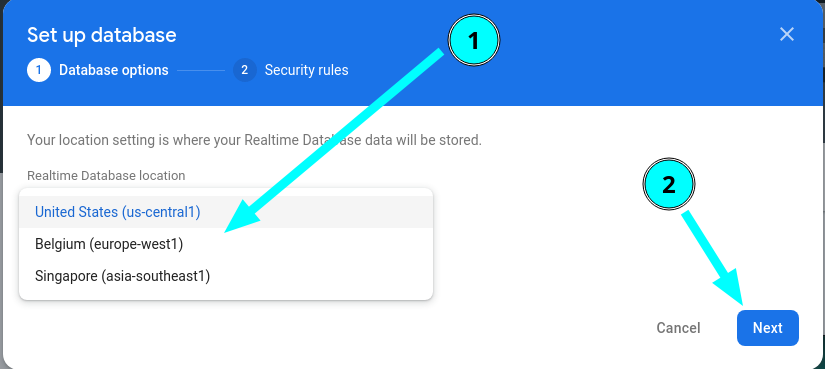 Set up database
1 Database options
2 Security rules
1
Your location setting is where your Realtime Database data will be stored.
Realtime Database location
United States (us-central1)
Belgium (europe-west1)
Singapore (asia-southeast1)
2
Cancel
Next